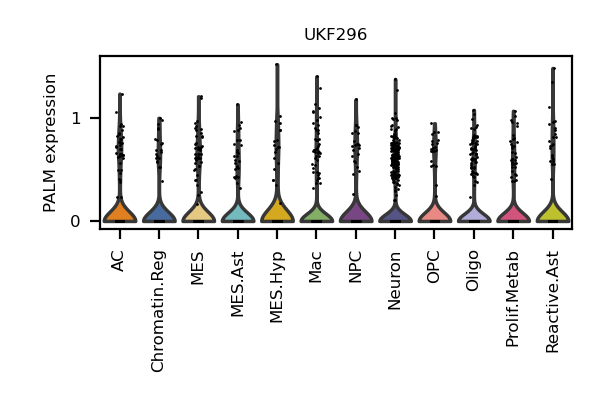 UKF296
PALM expression
1
0
AC
Chromatin.Reg
MES
MES.Ast
MES.Hyp
Mac
NPC
Neuron
OPC
Oligo
Prolif.Metab
Reactive.Ast